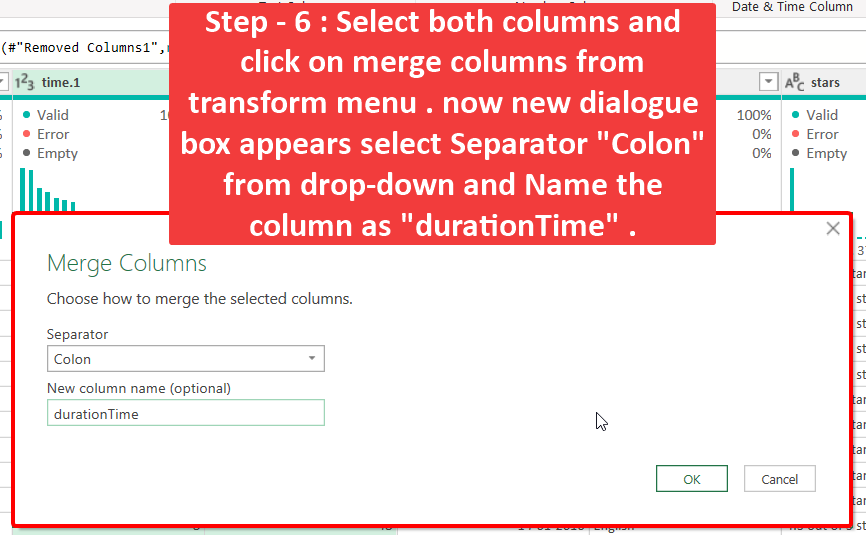 Date & Time Column
Step - 6 : Select both columns and
click on merge columns from
transform menu . now new dialogue
box appears select Separator "Colon"
from drop-down and Name the
column as "durationTime" .
(#"Removed Columns1",
1²3 time.1
ABC stars
Valid
100%
Valid
Error
0%
Error
Empty
0%
Empty
Merge Columns
Choose how to merge the selected columns.
Separator
Colon
New column name (optional)
durationTime
OK
Cancel